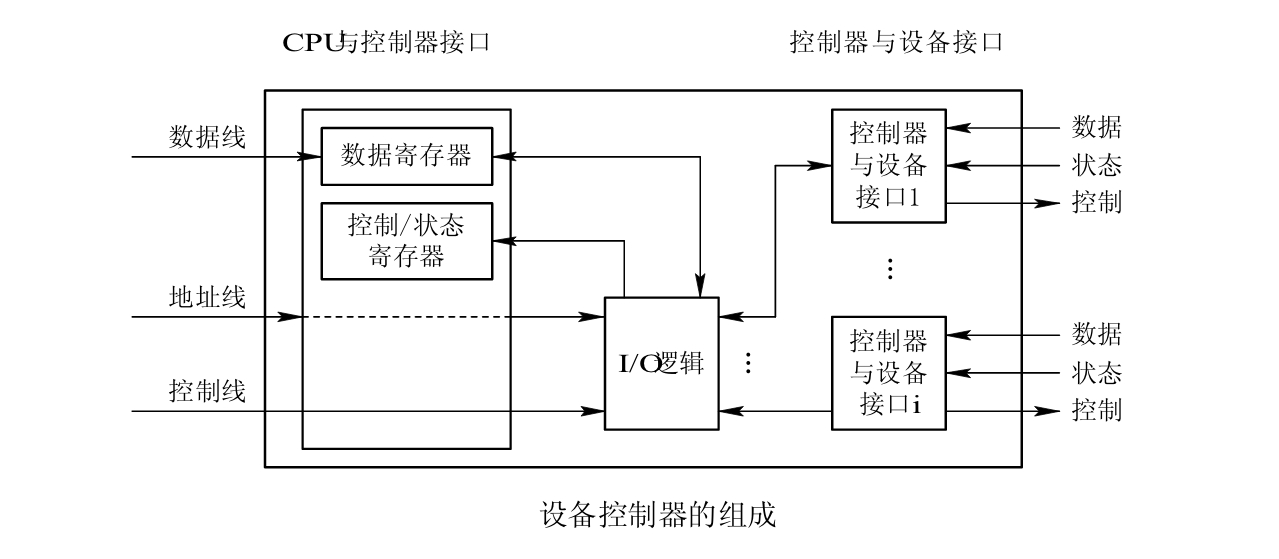 CPU与控制器接口
控制器与设备接口
数据线
数据寄存器
控制/状态
寄存器
地址线
控制线
I/O逻辑
控制器
与设备
接口1
数据
状态
控制
控制器
与设备
接口i
数据
状态
控制
设备控制器的组成